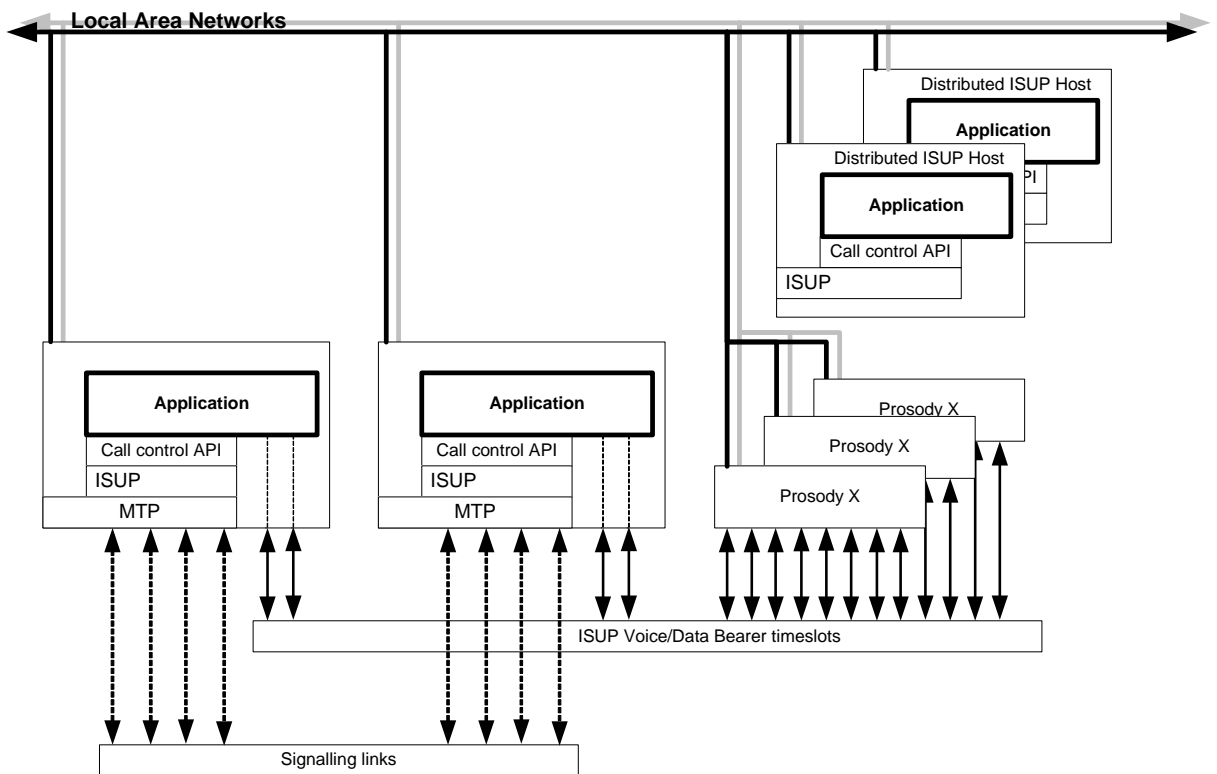 Local Area Networks
Distributed ISUP Host
Application
PI
Distributed ISUP Host
Application
Call control API
ISUP
Application
Call control API
ISUP
MTP
Application
Call control API
ISUP
MTP
Prosody X
Prosody X
Prosody X
ISUP Voice/Data Bearer timeslots
Signalling links